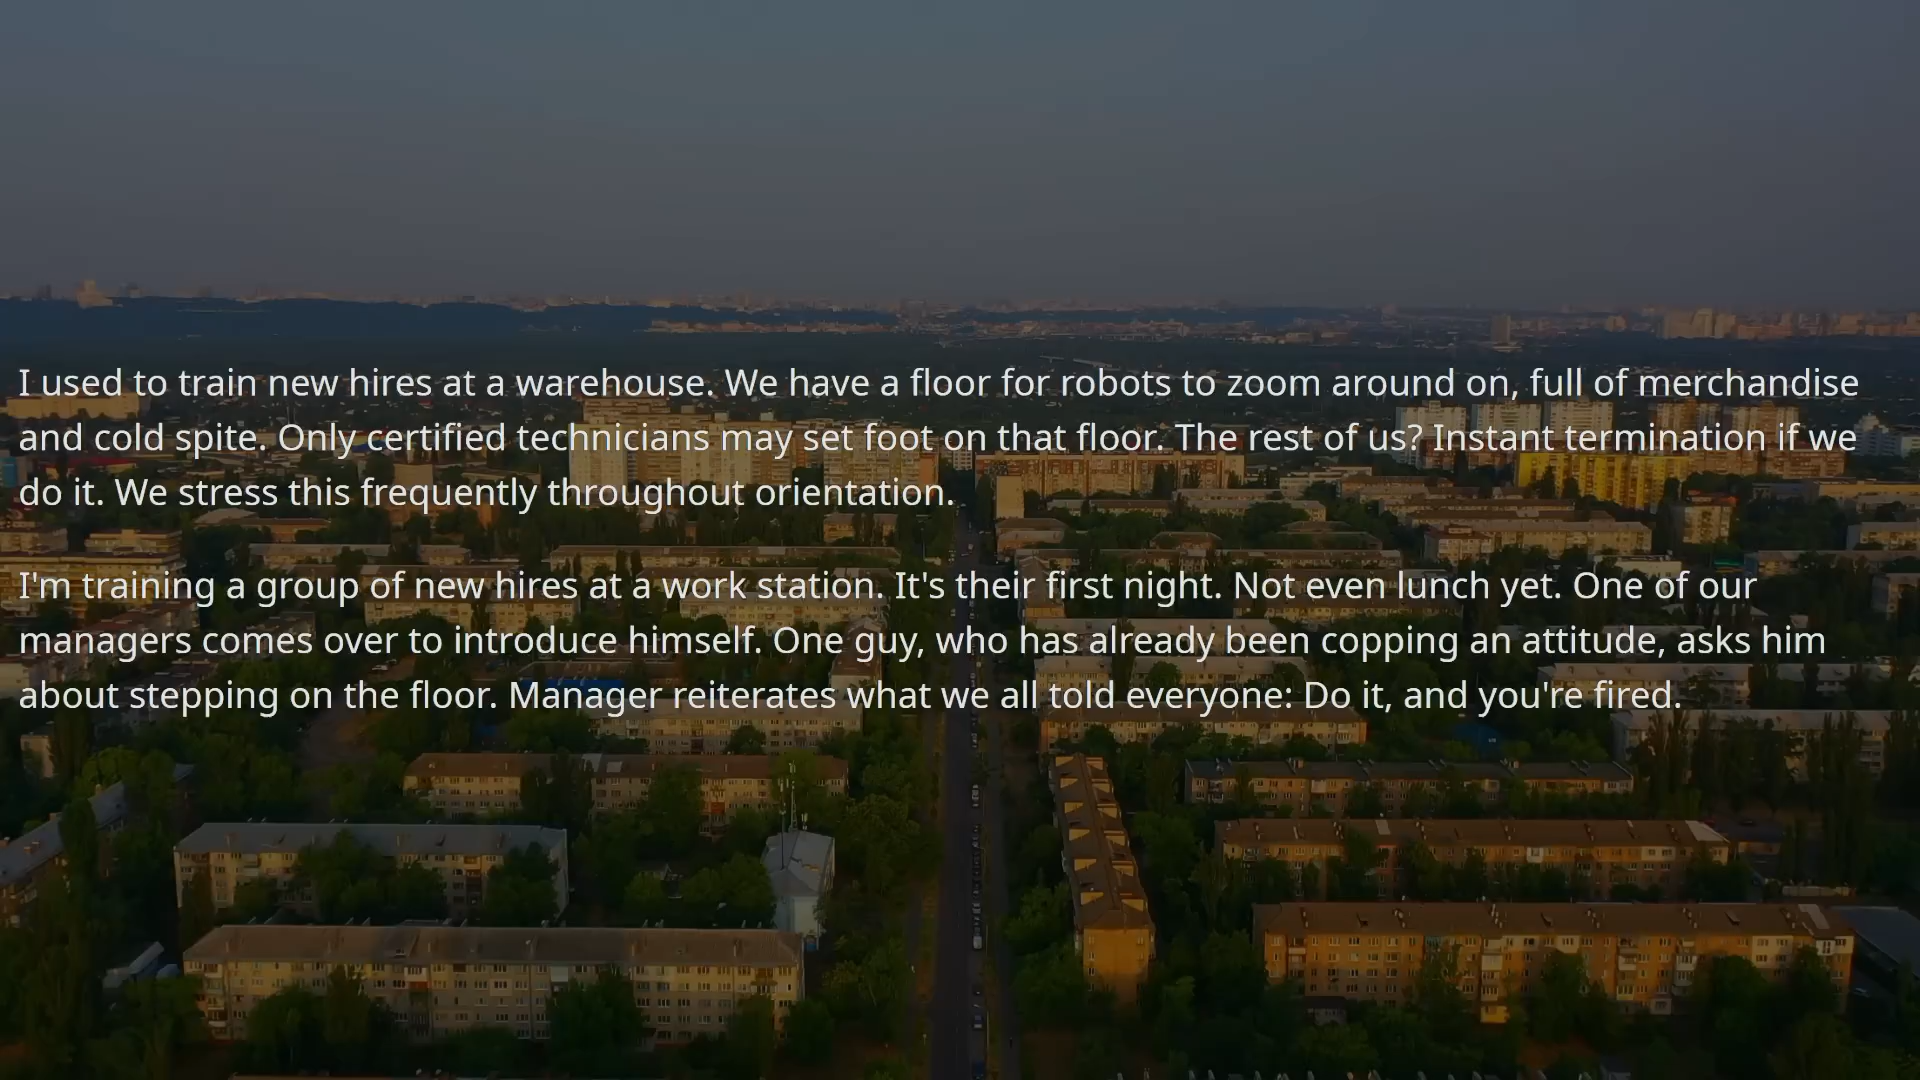 I used to train new hires at a warehouse. We have a floor for robots to zoom around on, full of merchandise
and cold spite. Only certified technicians may set foot on that floor. The rest of us? Instant termination if we
do it. We stress this frequently throughout orientation.
I'm training a group of new hires at a work station. It's their first night. Not even lunch yet. One of our
managers comes over to introduce himself. One guy, who has already been copping an attitude, asks him
about stepping on the floor. Manager reiterates what we all told everyone: Do it, and you're fired.